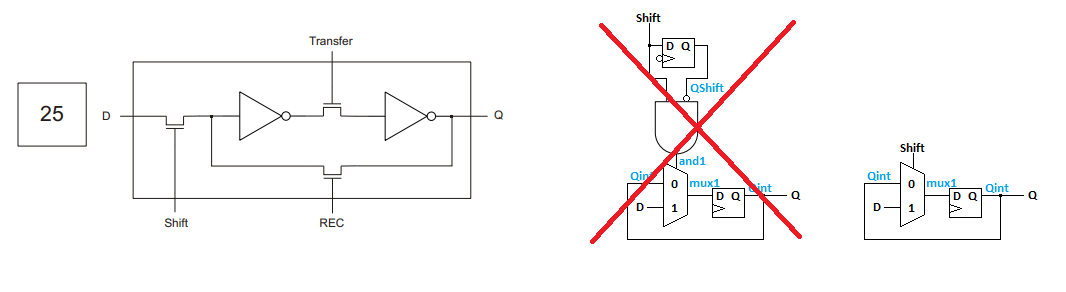 25
D
Transfer
Q
Shift
REC
Shift
D Q
QShift
and1
Qint
0
mux1
D Q
Qint
Q
D
1
Shift
Qint
0
mux1
D Q
Qint
Q
D
1